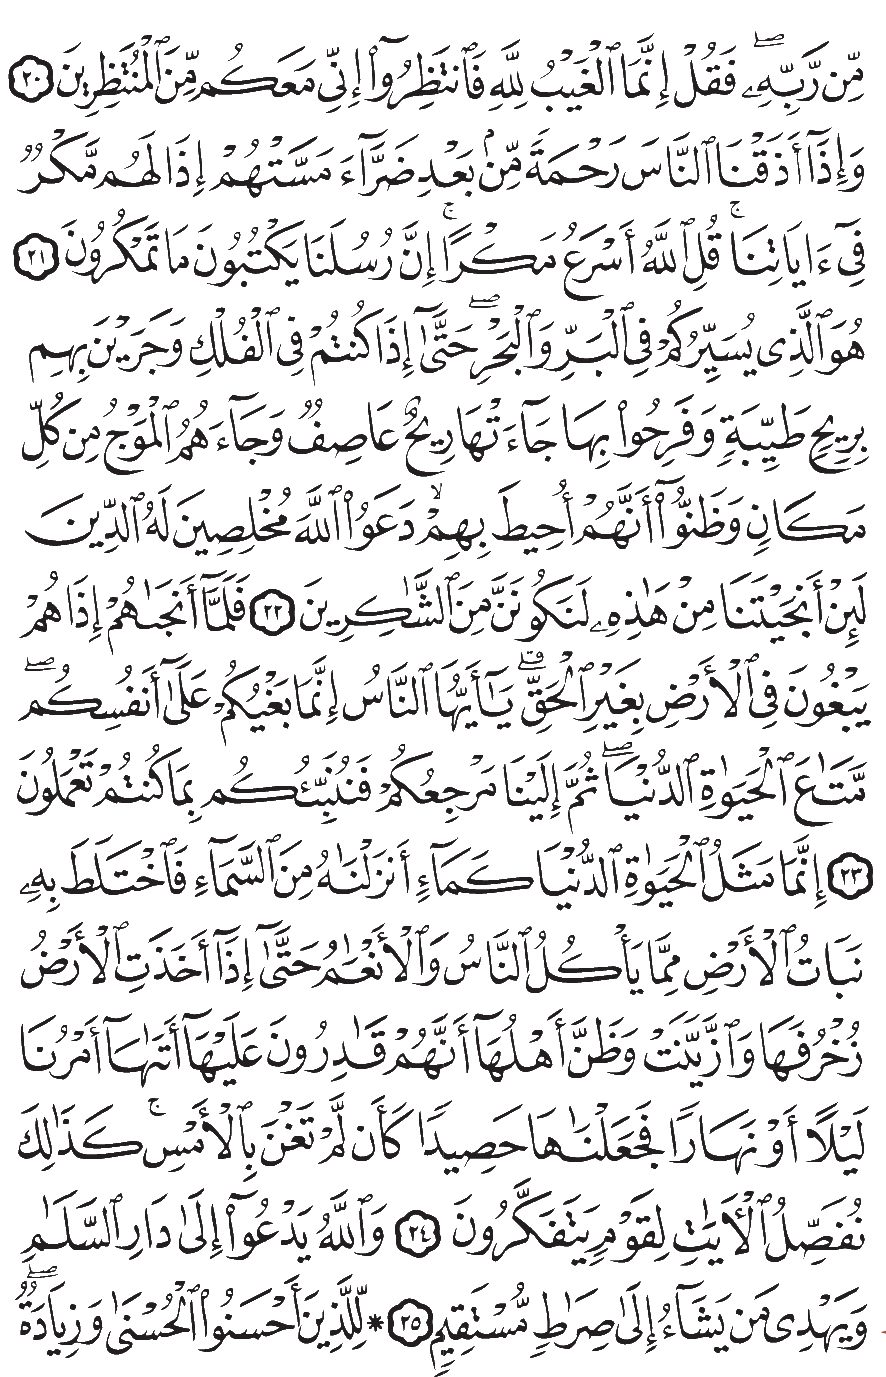 مِّن رَّبِّهِۦۖ فَقُلْ إِنَّمَا ٱلْغَيْبُ لِلَّهِ فَٱنتَظِرُوٓا۟ إِنِّى مَعَكُم مِّنَ ٱلْمُنتَظِرِينَ ٢٠
وَإِذَآ أَذَقْنَا ٱلنَّاسَ رَحْمَةً مِّنۢ بَعْدِ ضَرَّآءَ مَسَّتْهُمْ إِذَا لَهُم مَّكْرٌ
فِىٓ ءَايَاتِنَاۚ قُلِ ٱللَّهُ أَسْرَعُ مَكْرًاۚ إِنَّ رُسُلَنَا يَكْتُبُونَ مَا تَمْكُرُونَ ٢١
هُوَ ٱلَّذِى يُسَيِّرُكُمْ فِى ٱلْبَرِّ وَٱلْبَحْرِۖ حَتَّىٰٓ إِذَا كُنتُمْ فِى ٱلْفُلْكِ وَجَرَيْنَ بِهِم
بِرِيحٍ طَيِّبَةٍ وَفَرِحُوا۟ بِهَا جَآءَتْهَا رِيحٌ عَاصِفٌ وَجَآءَهُمُ ٱلْمَوْجُ مِن كُلِّ
مَكَانٍ وَظَنُّوٓا۟ أَنَّهُمْ أُحِيطَ بِهِمْۙ دَعَوُا۟ ٱللَّهَ مُخْلِصِينَ لَهُ ٱلدِّينَ
لَئِنْ أَنجَيْتَنَا مِنْ هَٰذِهِۦ لَنَكُونَنَّ مِنَ ٱلشَّٰكِرِينَ ٢٢ فَلَمَّآ أَنجَىٰهُمْ إِذَا هُمْ
يَبْغُونَ فِى ٱلْأَرْضِ بِغَيْرِ ٱلْحَقِّۗ يَٰٓأَيُّهَا ٱلنَّاسُ إِنَّمَا بَغْيُكُمْ عَلَىٰٓ أَنفُسِكُمۖ
مَّتَٰعَ ٱلْحَيَوٰةِ ٱلدُّنْيَاۖ ثُمَّ إِلَيْنَا مَرْجِعُكُمْ فَنُنَبِّئُكُم بِمَا كُنتُمْ تَعْمَلُونَ
٢٣ إِنَّمَا مَثَلُ ٱلْحَيَوٰةِ ٱلدُّنْيَا كَمَآءٍ أَنزَلْنَٰهُ مِنَ ٱلسَّمَآءِ فَٱخْتَلَطَ بِهِۦ
نَبَاتُ ٱلْأَرْضِ مِمَّا يَأْكُلُ ٱلنَّاسُ وَٱلْأَنْعَٰمُ حَتَّىٰٓ إِذَآ أَخَذَتِ ٱلْأَرْضُ
زُخْرُفَهَا وَٱزَّيَّنَتْ وَظَنَّ أَهْلُهَآ أَنَّهُمْ قَٰدِرُونَ عَلَيْهَآ أَتَىٰهَآ أَمْرُنَا
لَيْلًا أَوْ نَهَارًا فَجَعَلْنَٰهَا حَصِيدًا كَأَن لَّمْ تَغْنَ بِٱلْأَمْسِۚ كَذَٰلِكَ
نُفَصِّلُ ٱلْأَيَٰتِ لِقَوْمٍ يَتَفَكَّرُونَ ٢٤ وَٱللَّهُ يَدْعُوٓا۟ إِلَىٰ دَارِ ٱلسَّلَٰمِ
وَيَهْدِى مَن يَشَآءُ إِلَىٰ صِرَٰطٍ مُّسْتَقِيمٍ ٢٥ * لِّلَّذِينَ أَحْسَنُوا۟ ٱلْحُسْنَىٰ وَزِيَادَةٌۖ